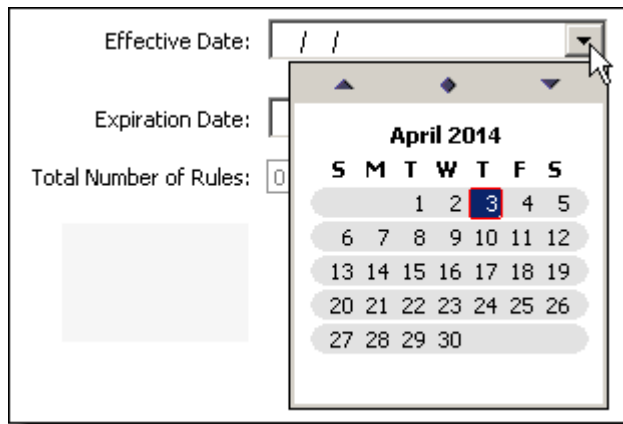 Effective Date: / /
Expiration Date:
Total Number of Rules: 0
April 2014
S M T W T F S
1 2 3 4 5
6 7 8 9 10 11 12
13 14 15 16 17 18 19
20 21 22 23 24 25 26
27 28 29 30